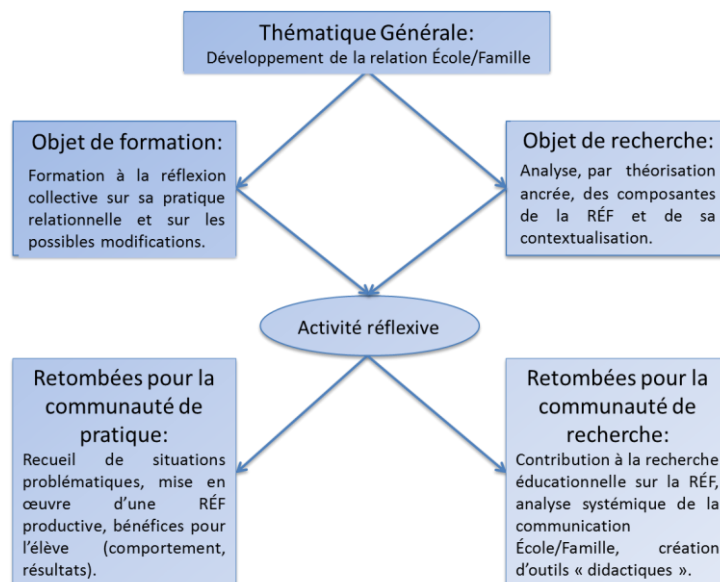 Thématique Générale:
Développement de la relation École/Famille
Objet de formation:
Formation à la réflexion
collective sur sa pratique
relationnelle et sur les
possibles modifications.
Objet de recherche:
Analyse, par théorisation
ancrée, des composantes
de la RÉF et de sa
contextualisation.
Activité réflexive
Retombées pour la
communauté de
pratique:
Recueil de situations
problématiques, mise en
œuvre d’une RÉF
productive, bénéfices pour
l’élève (comportement,
résultats).
Retombées pour la
communauté de
recherche:
Contribution à la recherche
éducationnelle sur la RÉF,
analyse systémique de la
communication
École/Famille, création
d’outils « didactiques ».